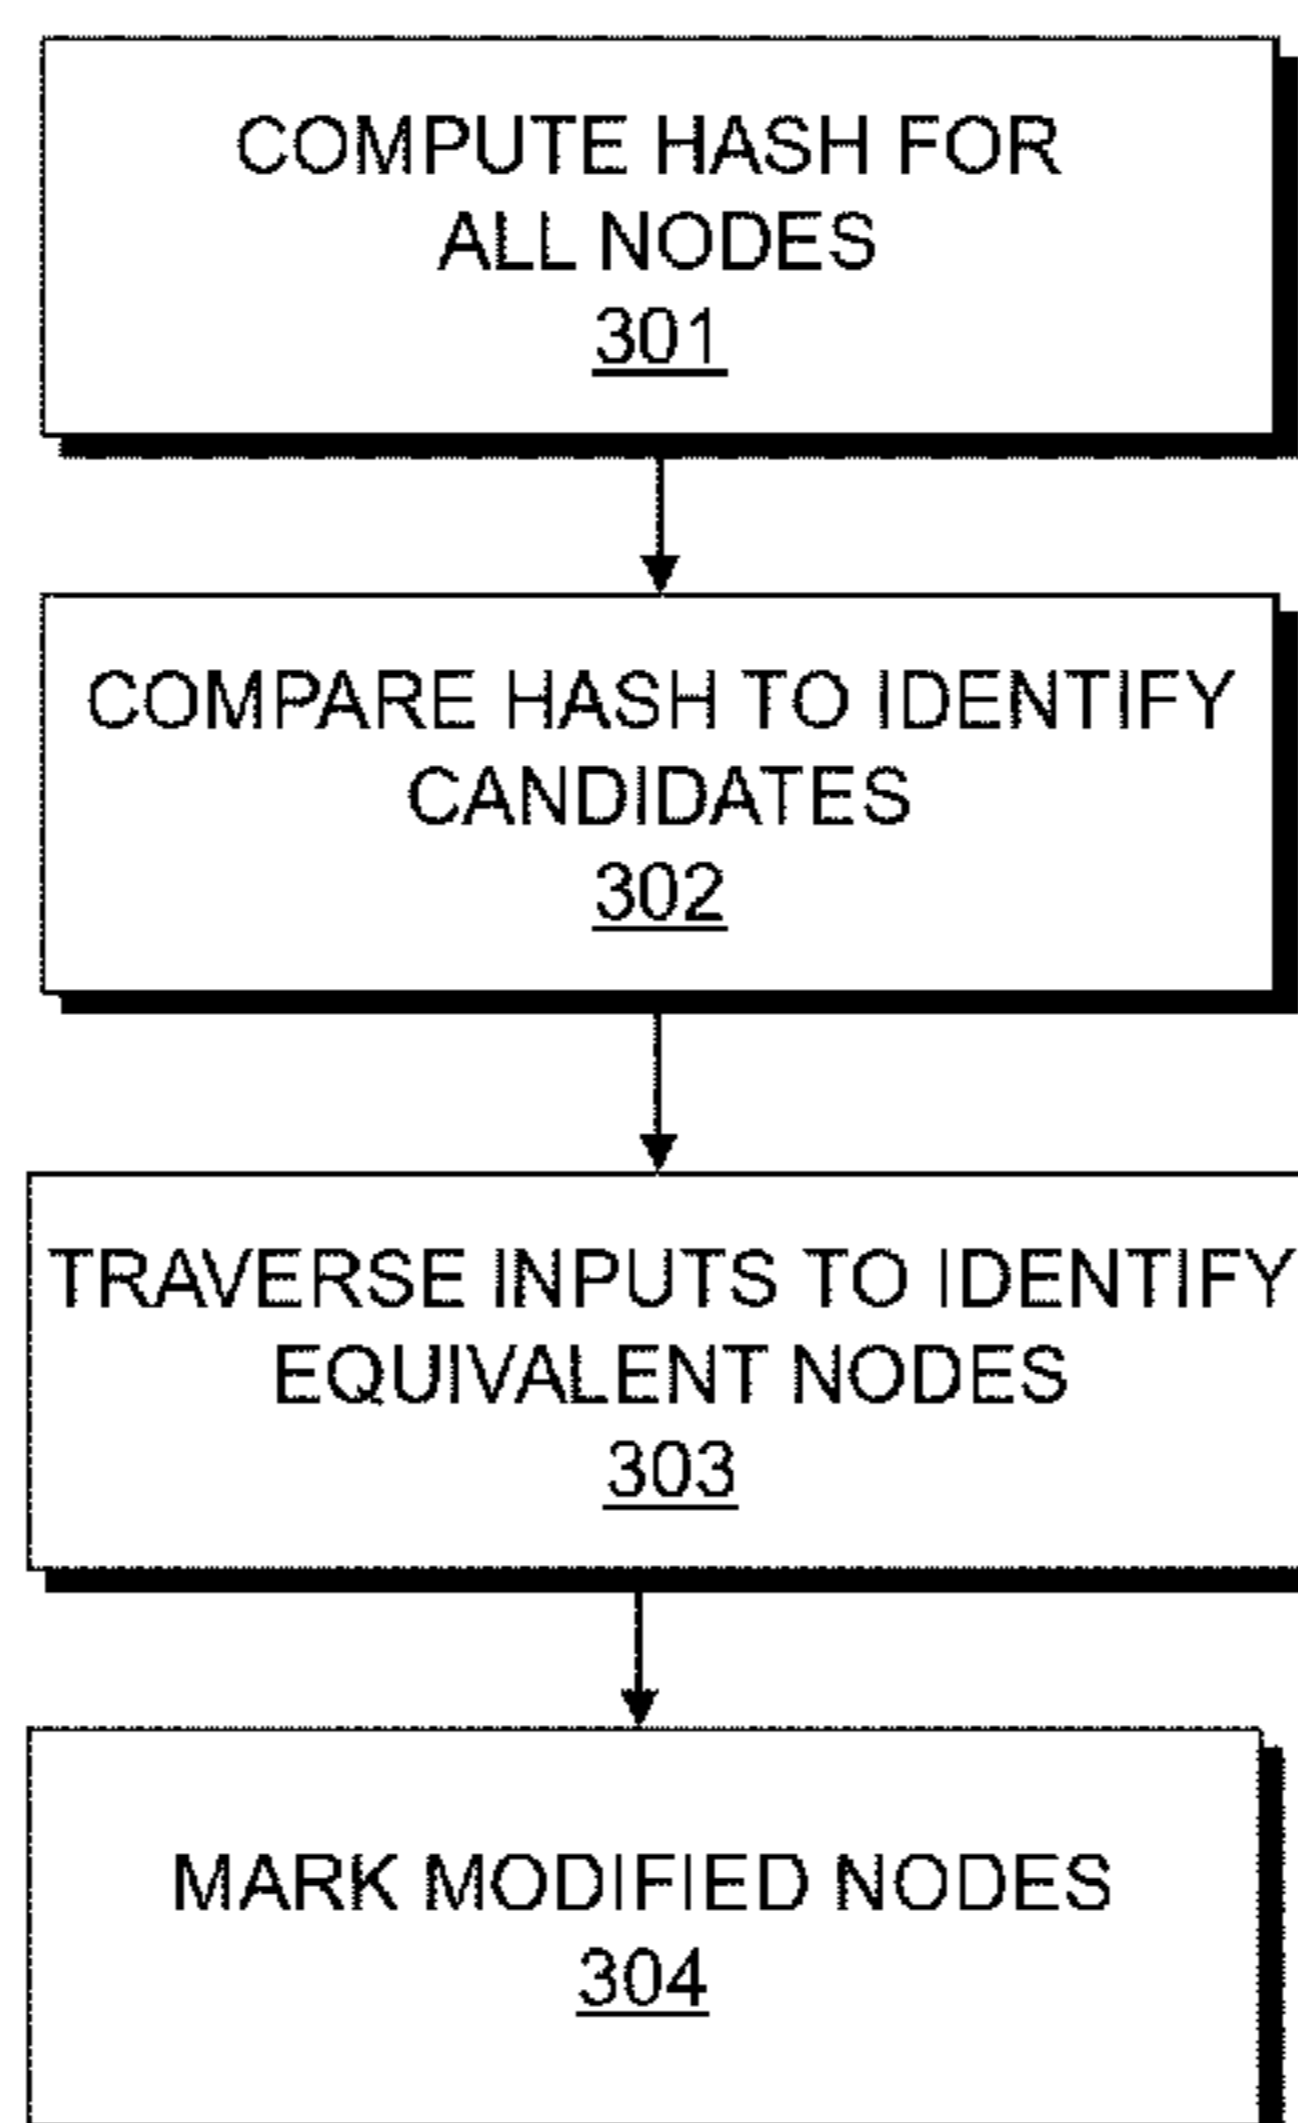 COMPUTE HASH FOR
ALL NODES
301
COMPARE HASH TO IDENTIFY
CANDIDATES
302
TRAVERSE INPUTS TO IDENTIFY
EQUIVALENT NODES
303
MARK MODIFIED NODES
304